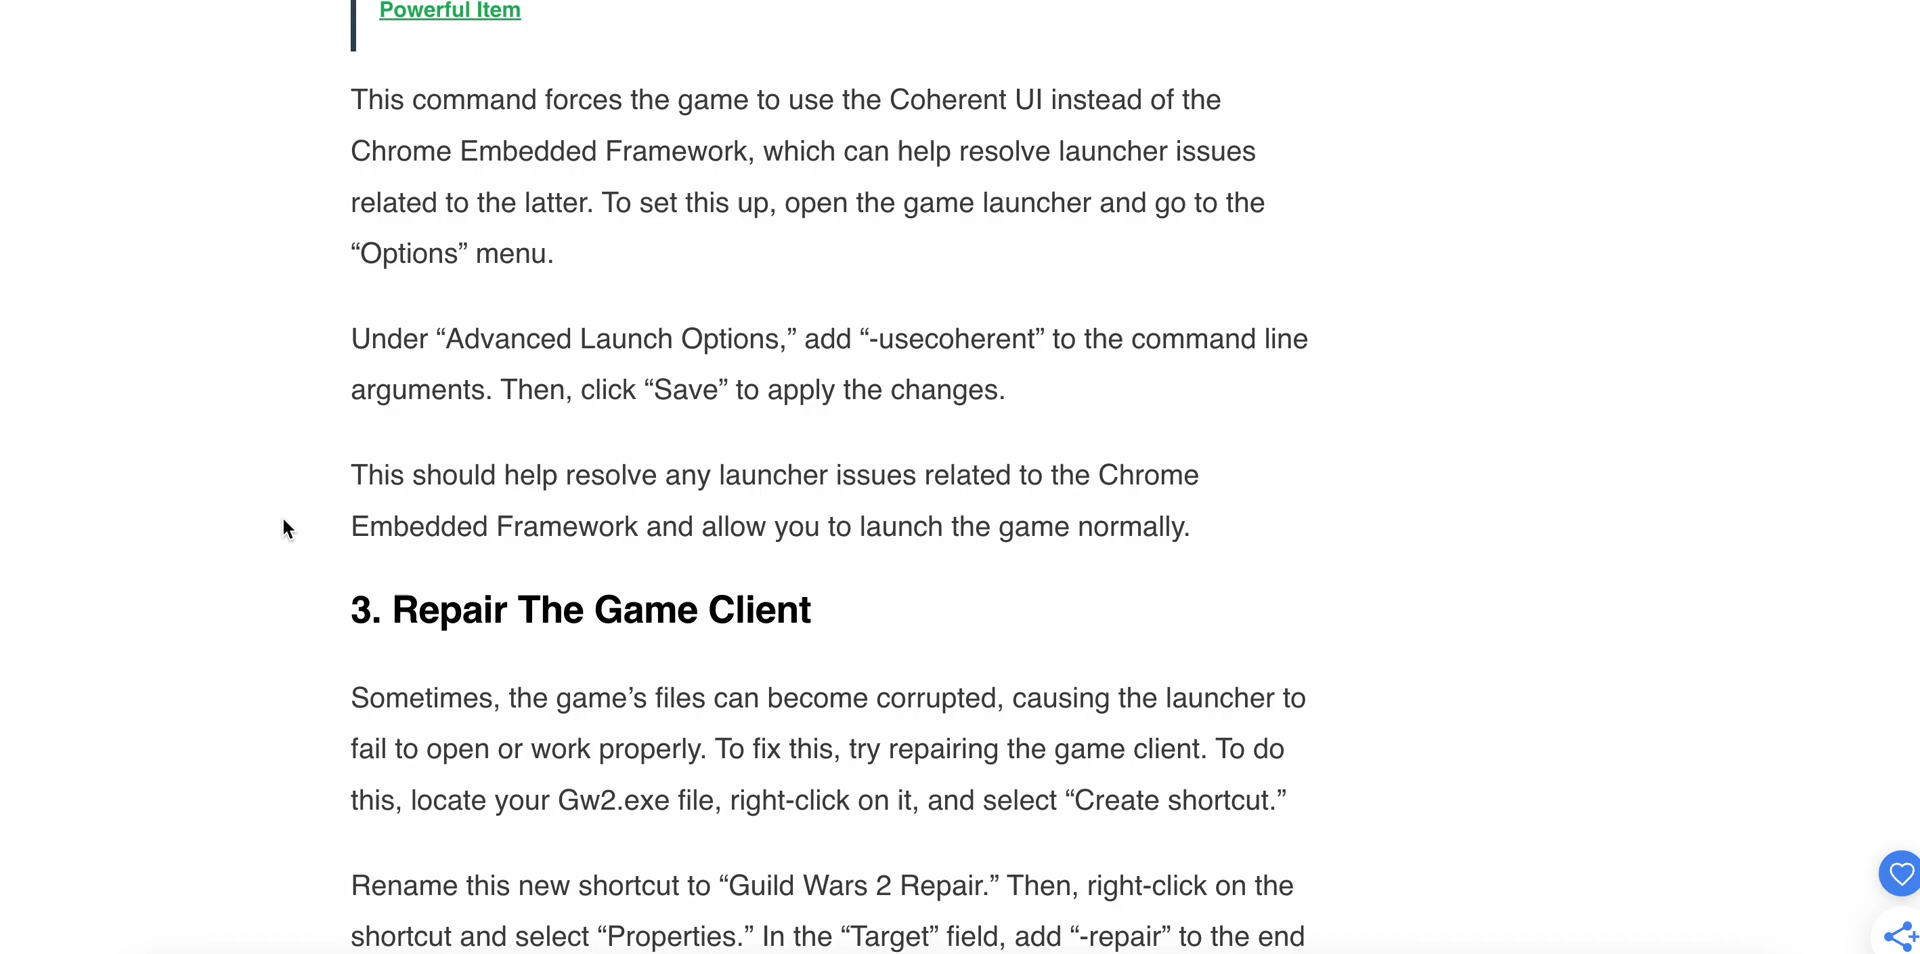 Powerful Item
This command forces the game to use the Coherent UI instead of the
Chrome Embedded Framework, which can help resolve launcher issues
related to the latter. To set this up, open the game launcher and go to the
“Options” menu.
Under “Advanced Launch Options,” add “-usecoherent” to the command line
arguments. Then, click “Save” to apply the changes.
This should help resolve any launcher issues related to the Chrome
Embedded Framework and allow you to launch the game normally.
3. Repair The Game Client
Sometimes, the game’s files can become corrupted, causing the launcher to
fail to open or work properly. To fix this, try repairing the game client. To do
this, locate your Gw2.exe file, right-click on it, and select “Create shortcut.”
Rename this new shortcut to “Guild Wars 2 Repair.” Then, right-click on the
shortcut and select “Properties.” In the “Target” field, add “-repair” to the end